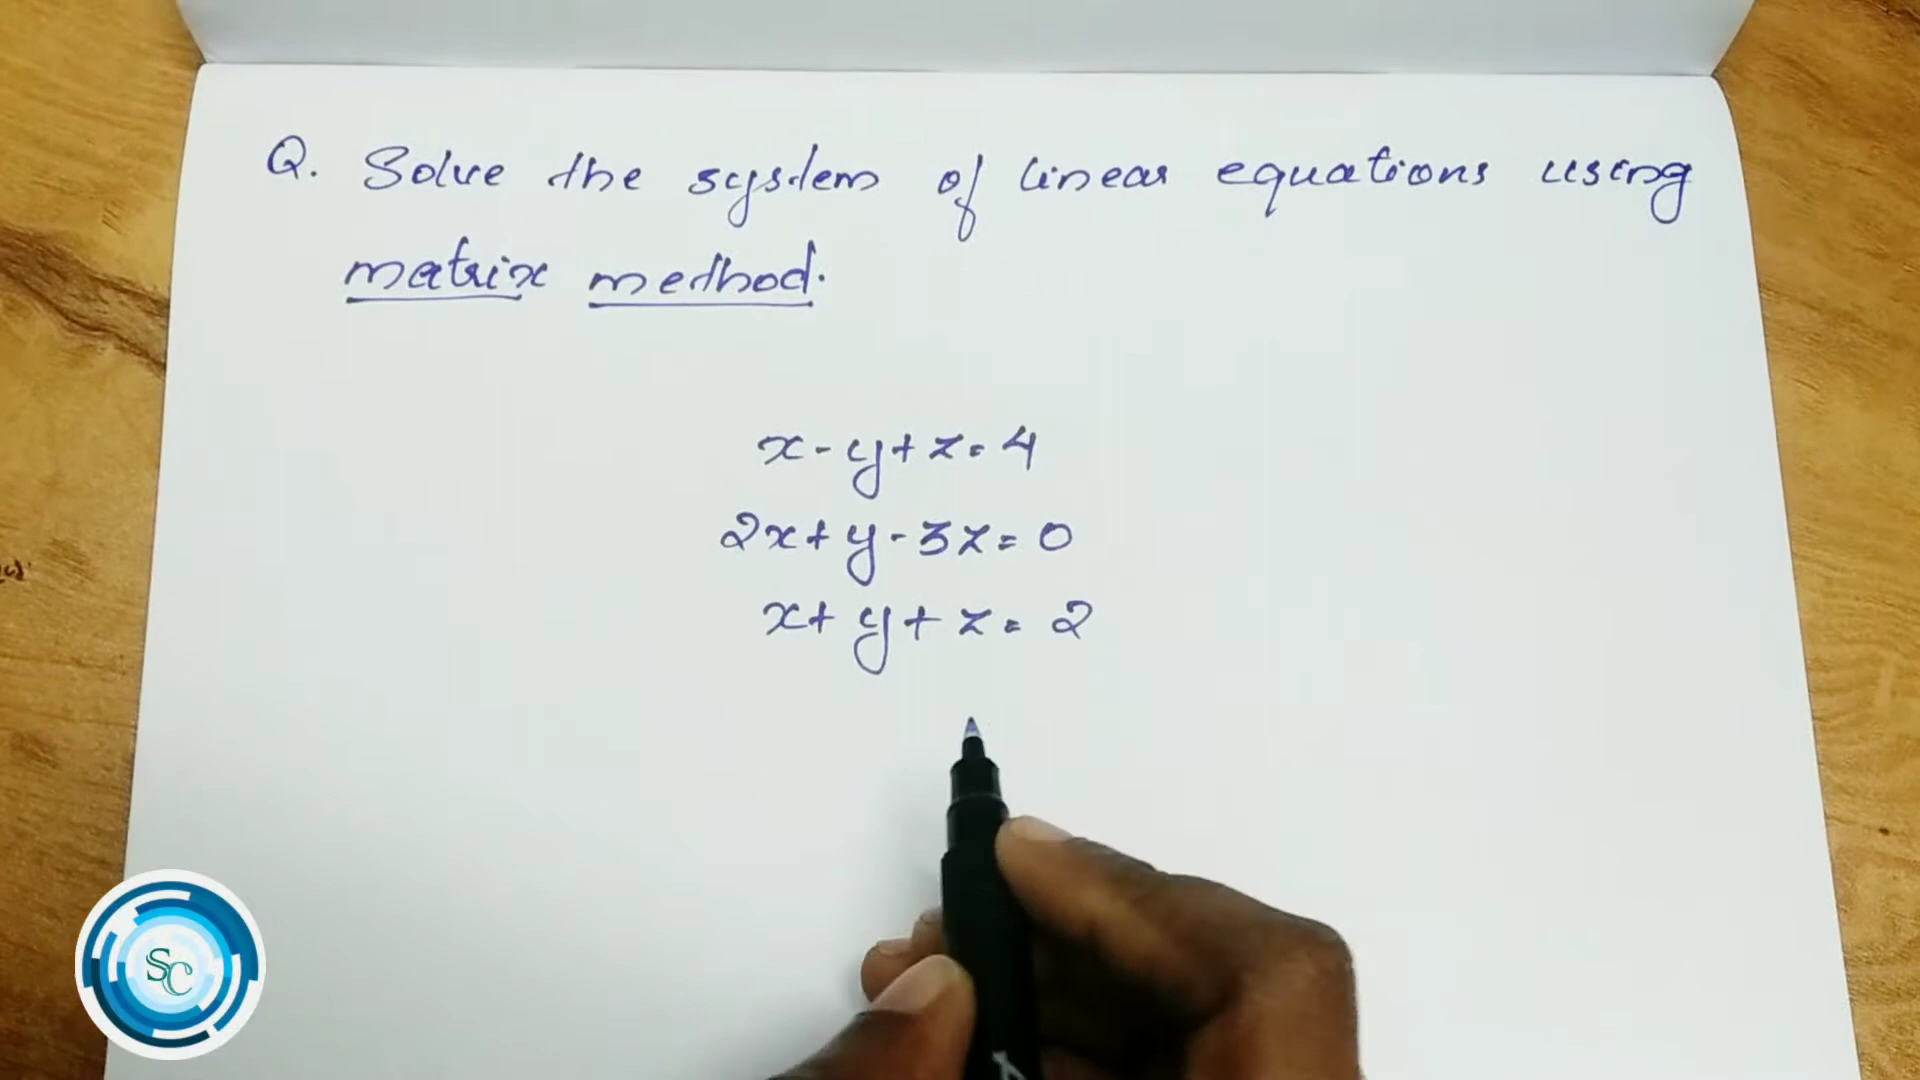 Q. Solve the system of linear equations using
matrix method.
x - y + z = 4
2x + y - 3z = 0
x + y + z = 2
SC